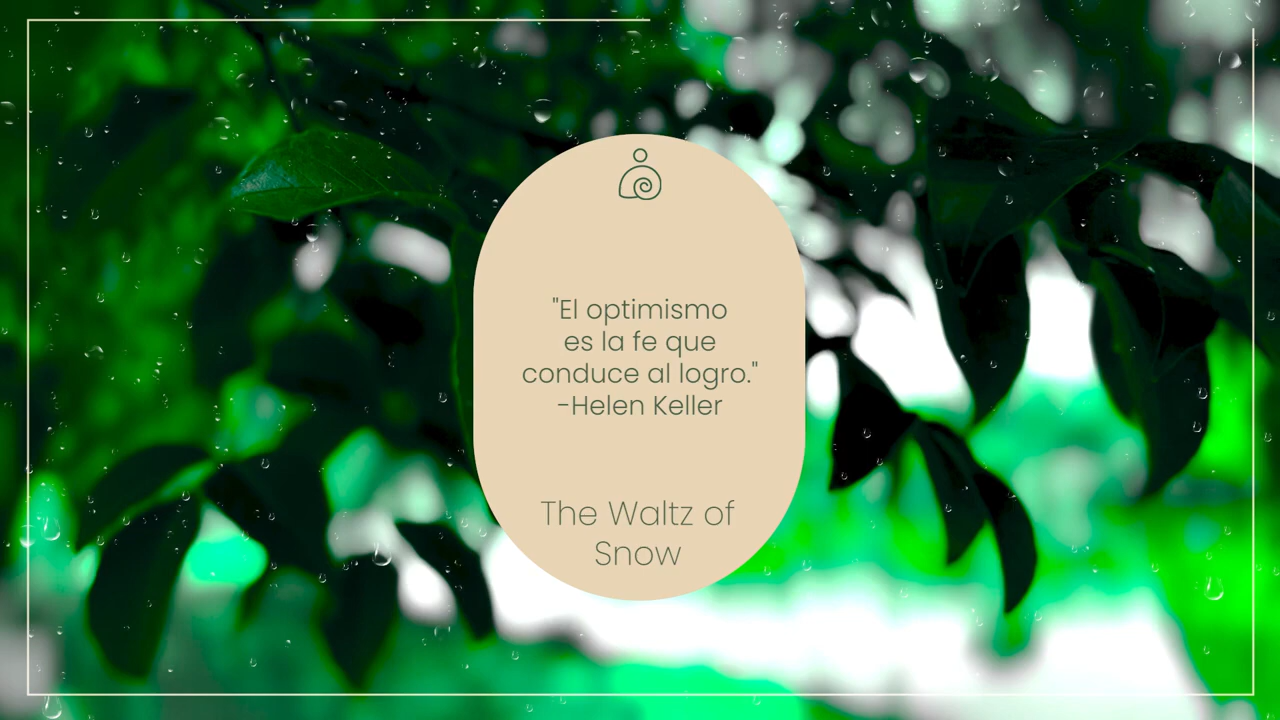 "El optimismo
es la fe que
conduce al logro."
-Helen Keller
The Waltz of
Snow